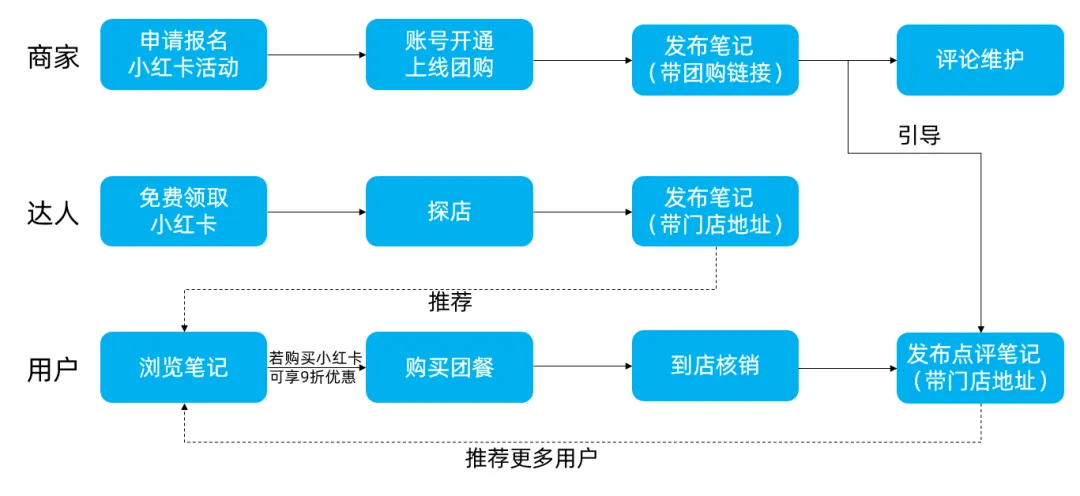 商家
申请报名
小红卡活动
账号开通
上线团购
发布笔记
（带团购链接）
评论维护
引导
达人
免费领取
小红卡
探店
发布笔记
（带门店地址）
推荐
用户
浏览笔记
若购买小红卡
可享9折优惠
购买团餐
到店核销
发布点评笔记
（带门店地址）
推荐更多用户